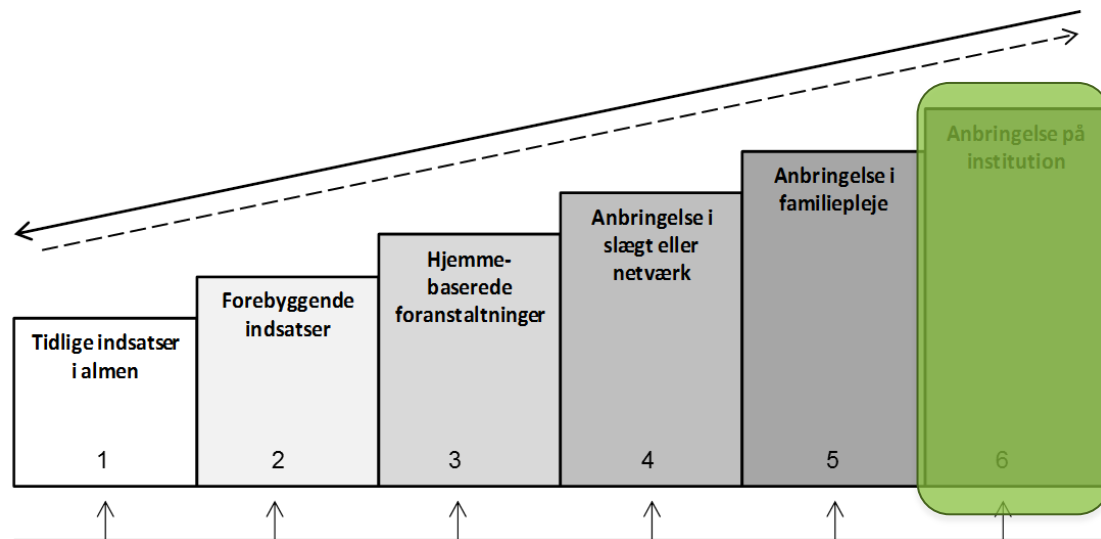 Anbringelse på
institution
Anbringelse i
familiepleje
Anbringelse i
slægt eller
netværk
Hjemme-
baserede
foranstaltninger
Forebyggende
indsatser
Tidlige indsatser
i almen
1
2
3
4
5
6